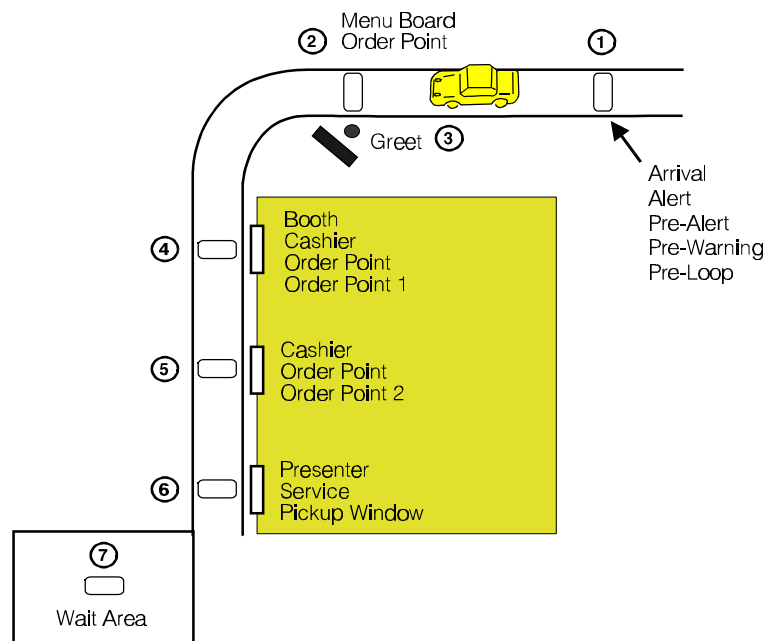 Menu Board
2 Order Point 1
Greet 3
Arrival
Alert
Pre-Alert
Pre-Warning
Pre-Loop
Booth
4 Cashier
Order Point
Order Point 1
Cashier
5 Order Point
Order Point 2
Presenter
6 Service
Pickup Window
7
Wait Area